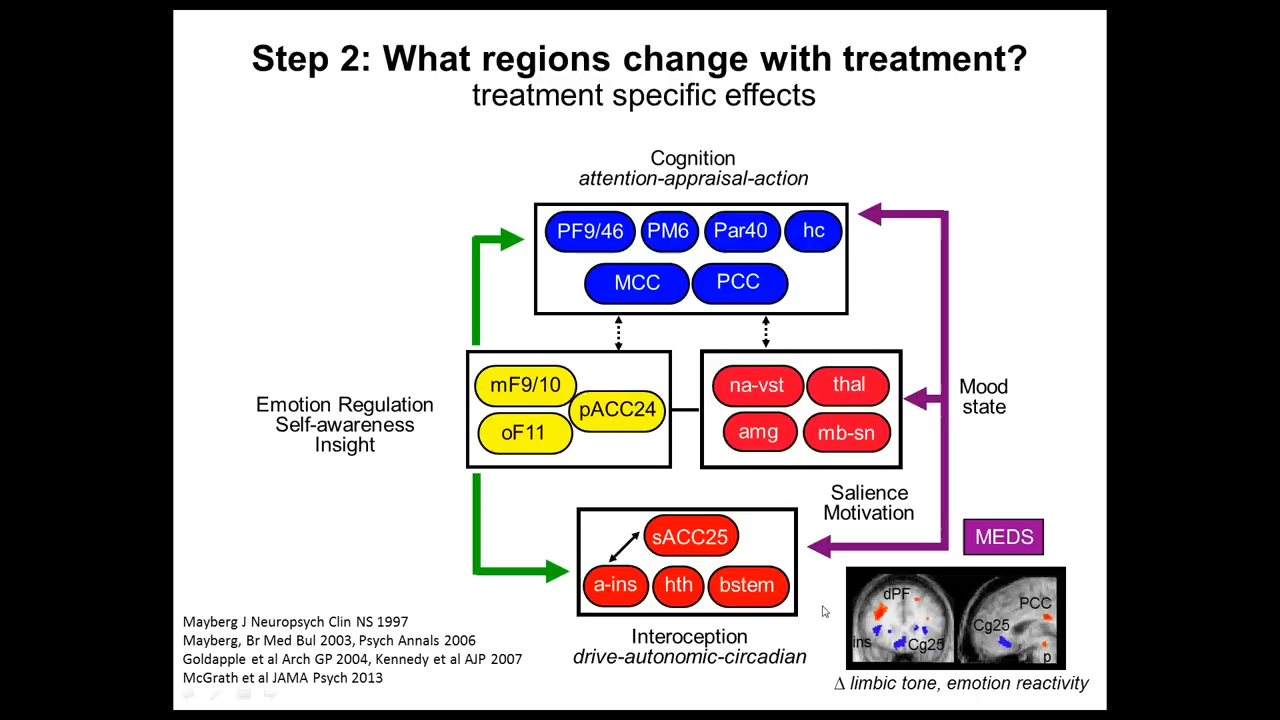 Step 2: What regions change with treatment?
treatment specific effects
Cognition
attention-appraisal-action
PF9/46 PM6 Par40 hc
MCC PCC
mF9/10
pACC24
oF11
na-vst thal
amg mb-sn
Emotion Regulation
Self-awareness
Insight
Mood
state
Salience
Motivation
sACC25
a-ins hth bstem
MEDS
Interoception
drive-autonomic-circadian
dPF
PCC
Cg25
ins
Cg25
p
Δ limbic tone, emotion reactivity
Mayberg J Neuropsych Clin NS 1997
Mayberg, Br Med Bul 2003, Psych Annals 2006
Goldapple et al Arch GP 2004, Kennedy et al AJP 2007
McGrath et al JAMA Psych 2013